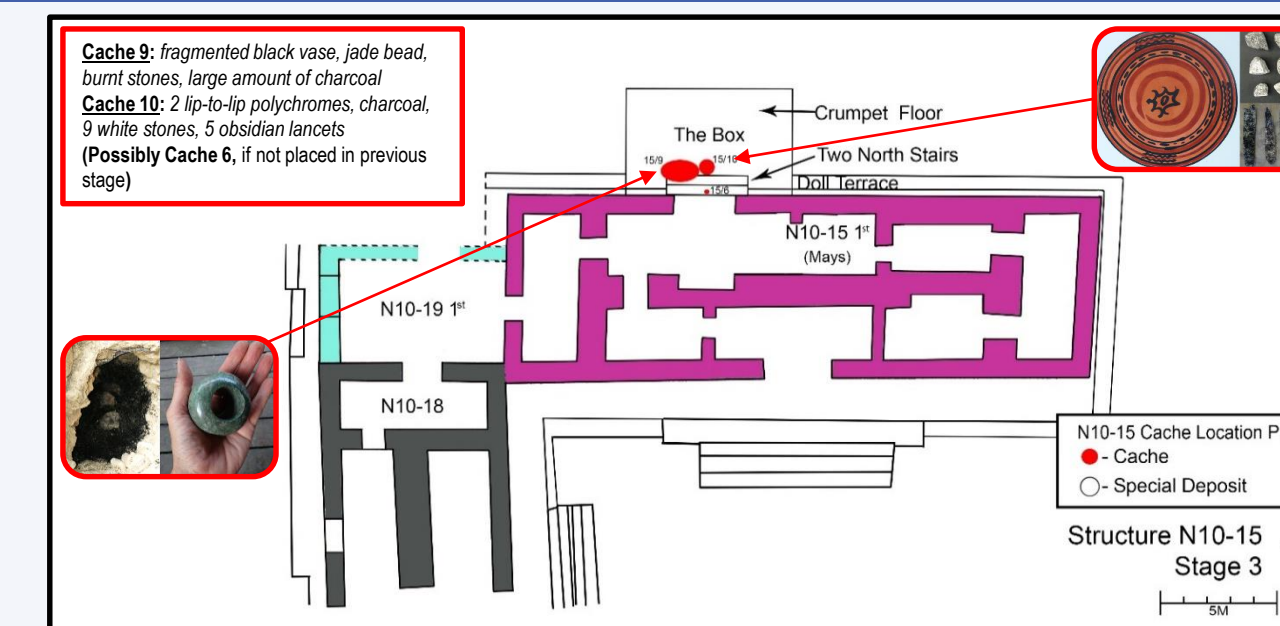 Cache 9: fragmented black vase, jade bead,
burnt stones, large amount of charcoal
Cache 10: 2 lip-to-lip polychromes, charcoal,
9 white stones, 5 obsidian lancets
(Possibly Cache 6, if not placed in previous
stage)
Crumpet Floor
The Box
15/9
15/10
Two North Stairs
15/6
Doll Terrace
N10-15 1st
(Mays)
N10-19 1st
N10-18
N10-15 Cache Location P
- Cache
- Special Deposit
Structure N10-15
Stage 3
5M